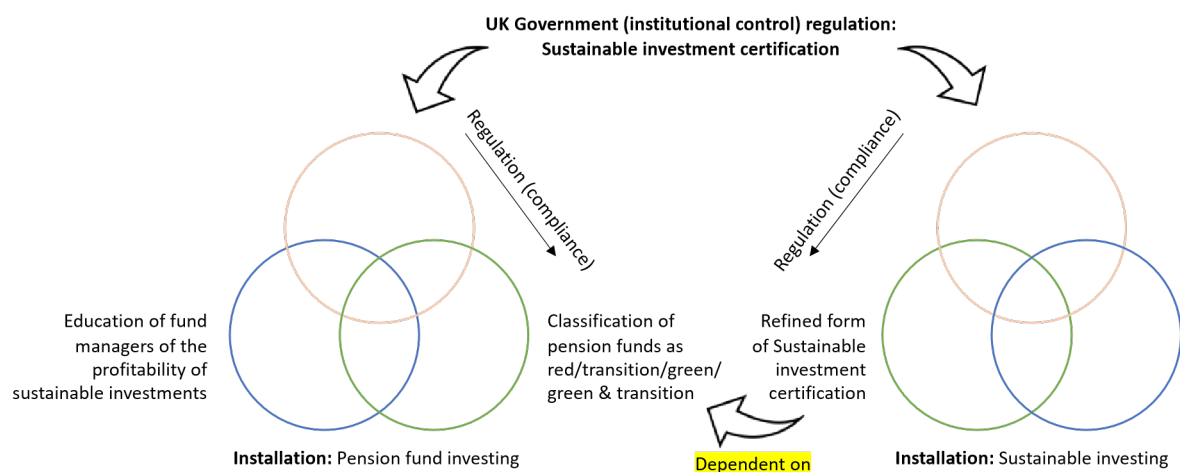 UK Government (institutional control) regulation:
Sustainable investment certification
Regulation (compliance)
Regulation (compliance)
Education of fund
managers of the
profitability of
sustainable investments
Classification of
pension funds as
red/transition/green/
green & transition
Refined form
of Sustainable
investment
certification
Installation: Pension fund investing
Dependent on
Installation: Sustainable investing